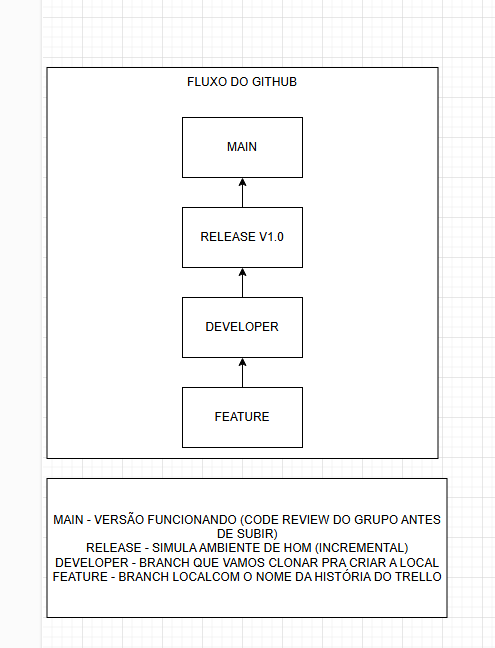 FLUXO DO GITHUB
MAIN
RELEASE V1.0
DEVELOPER
FEATURE
MAIN - VERSÃO FUNCIONANDO (CODE REVIEW DO GRUPO ANTES
DE SUBIR)
RELEASE - SIMULA AMBIENTE DE HOM (INCREMENTAL)
DEVELOPER - BRANCH QUE VAMOS CLONAR PRA CRIAR A LOCAL
FEATURE - BRANCH LOCALCOM O NOME DA HISTÓRIA DO TRELLO